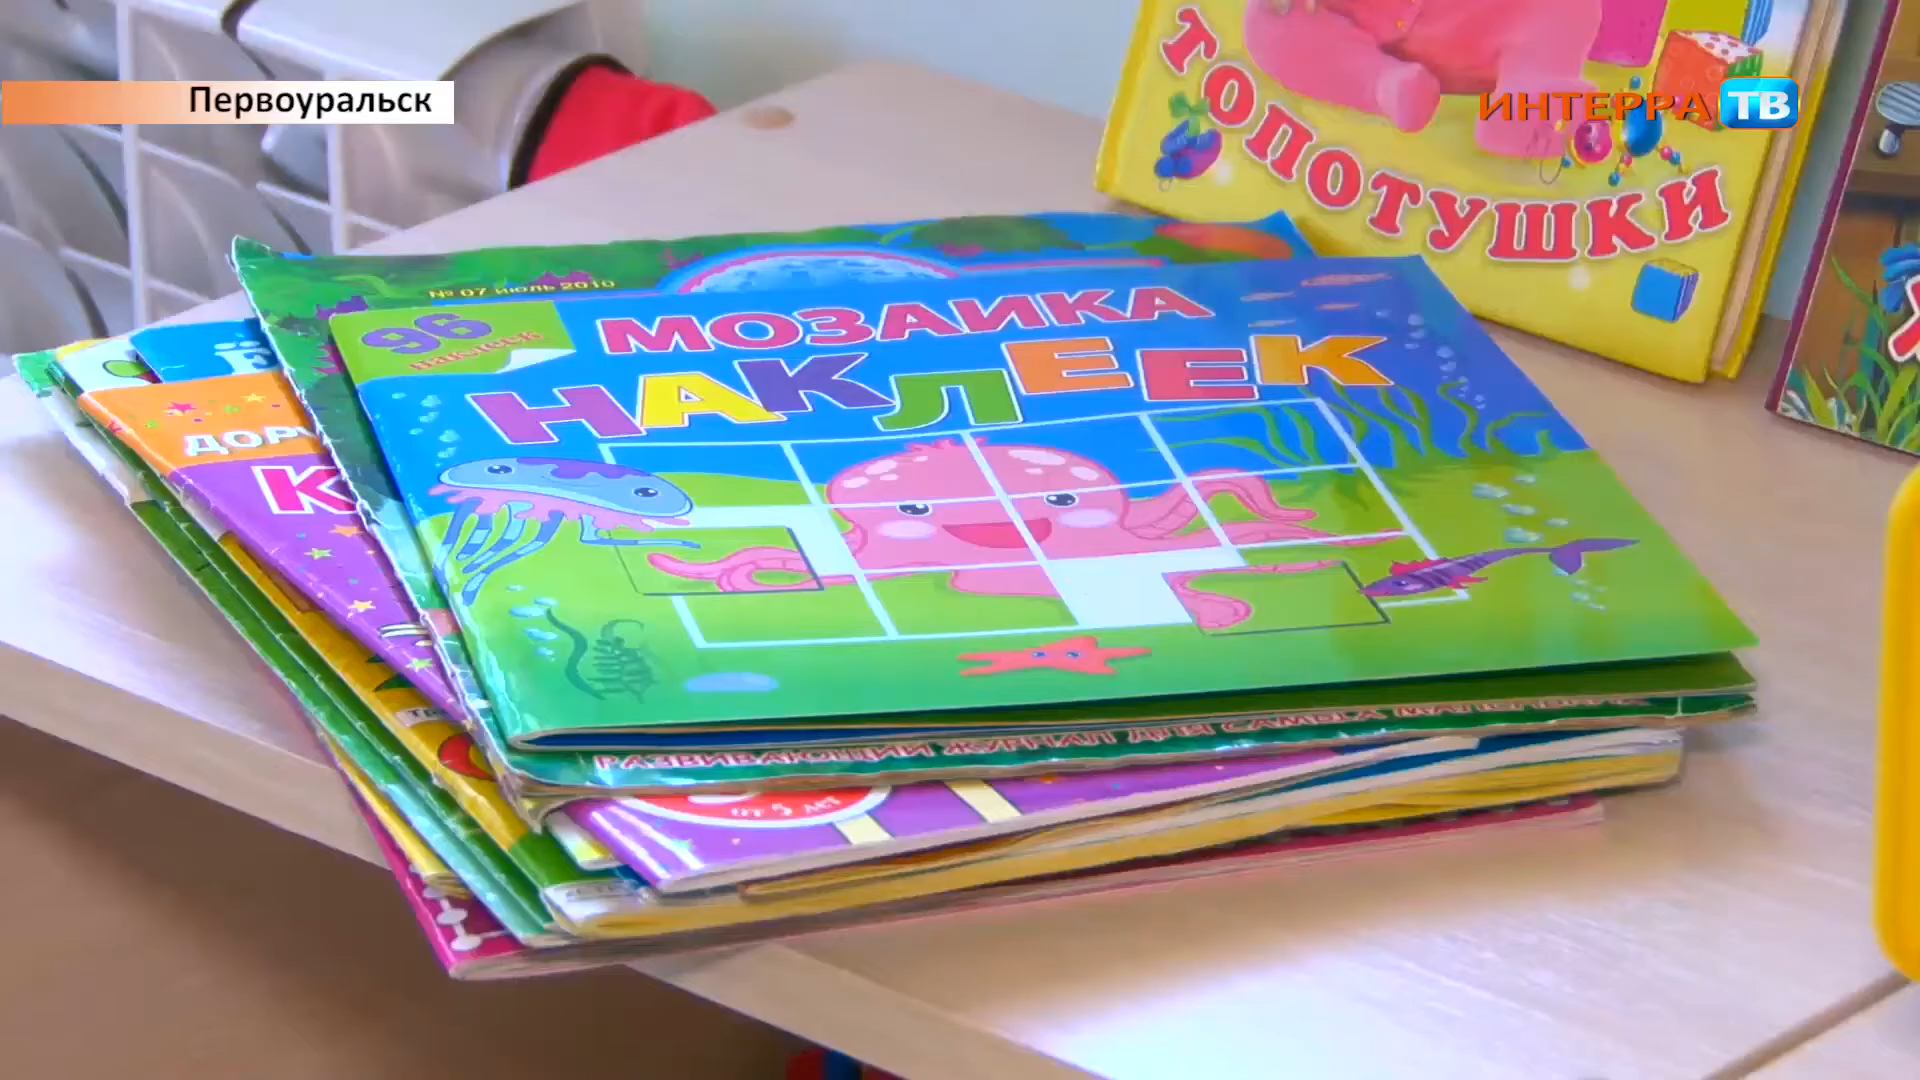 Первоуральск
ИНТЕРРА ТВ
ТОПОТУШКИ
№ 07 июль 2010
96
наклеек
МОЗАИКА
НАКЛЕЕК
РАЗВИВАЮЩИЙ ЖУРНАЛ ДЛЯ САМЫХ МАЛЕНЬКИХ
от 5 лет